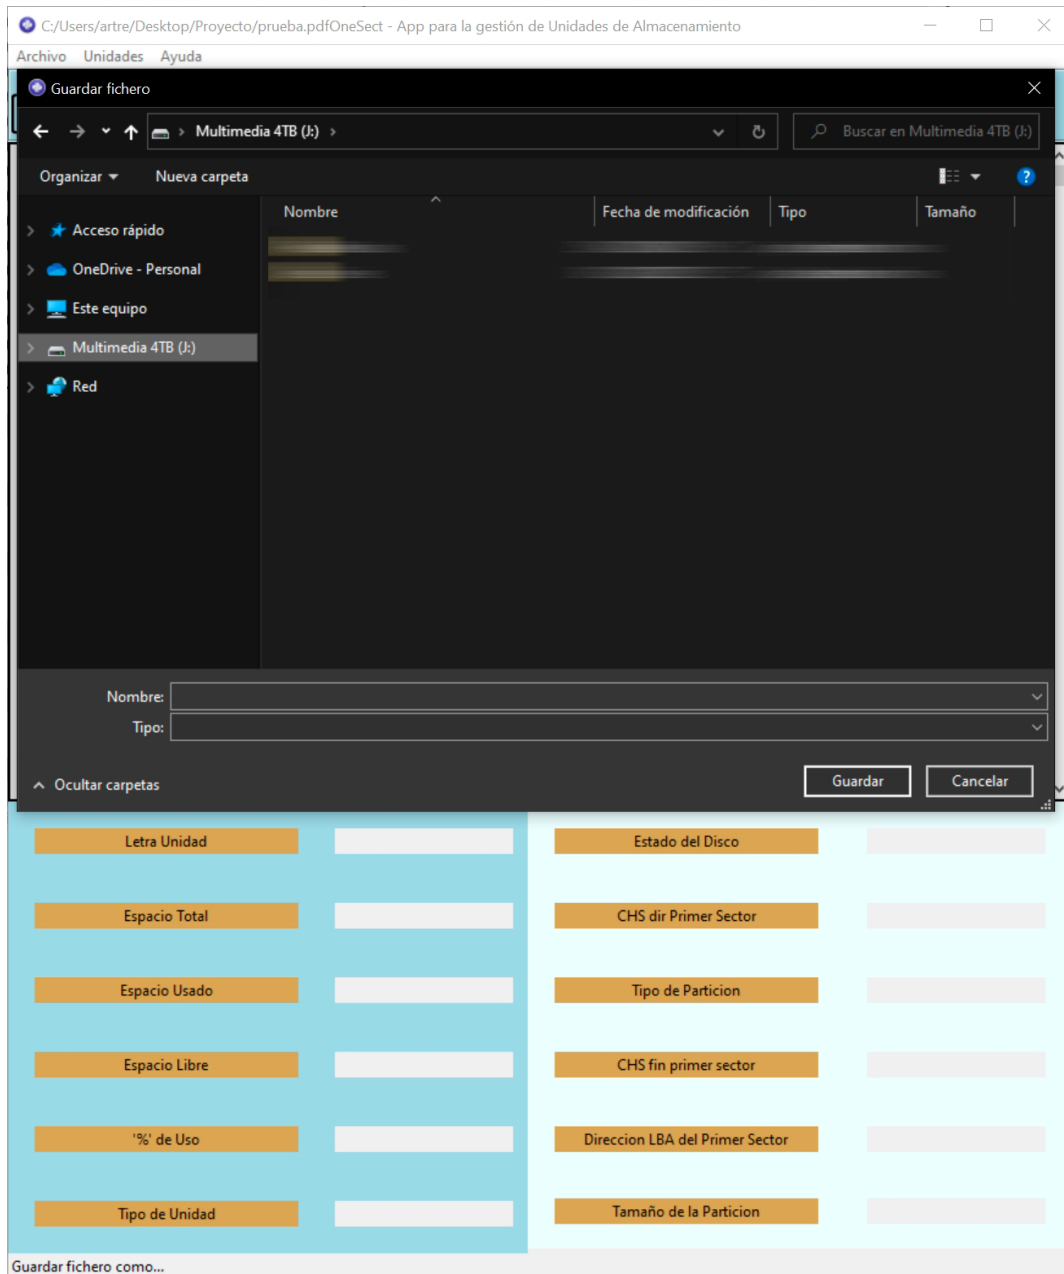 C:/Users/artre/Desktop/Proyecto/prueba.pdfOneSect - App para la gestión de Unidades de Almacenamiento
Archivo Unidades Ayuda
Guardar fichero
Multimedia 4TB (J:)
Buscar en Multimedia 4TB (J:)
Organizar Nueva carpeta
Nombre Fecha de modificación Tipo Tamaño
Acceso rápido
OneDrive - Personal
Este equipo
Multimedia 4TB (J:)
Red
Nombre:
Tipo:
Ocultar carpetas
Guardar Cancelar
Letra Unidad Estado del Disco
Espacio Total CHS dir Primer Sector
Espacio Usado Tipo de Particion
Espacio Libre CHS fin primer sector
'%' de Uso Direccion LBA del Primer Sector
Tipo de Unidad Tamaño de la Particion
Guardar fichero como...